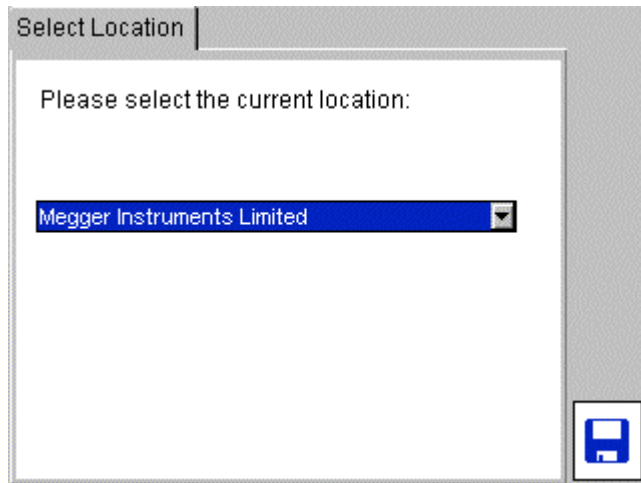 Select Location
Please select the current location:
Megger Instruments Limited